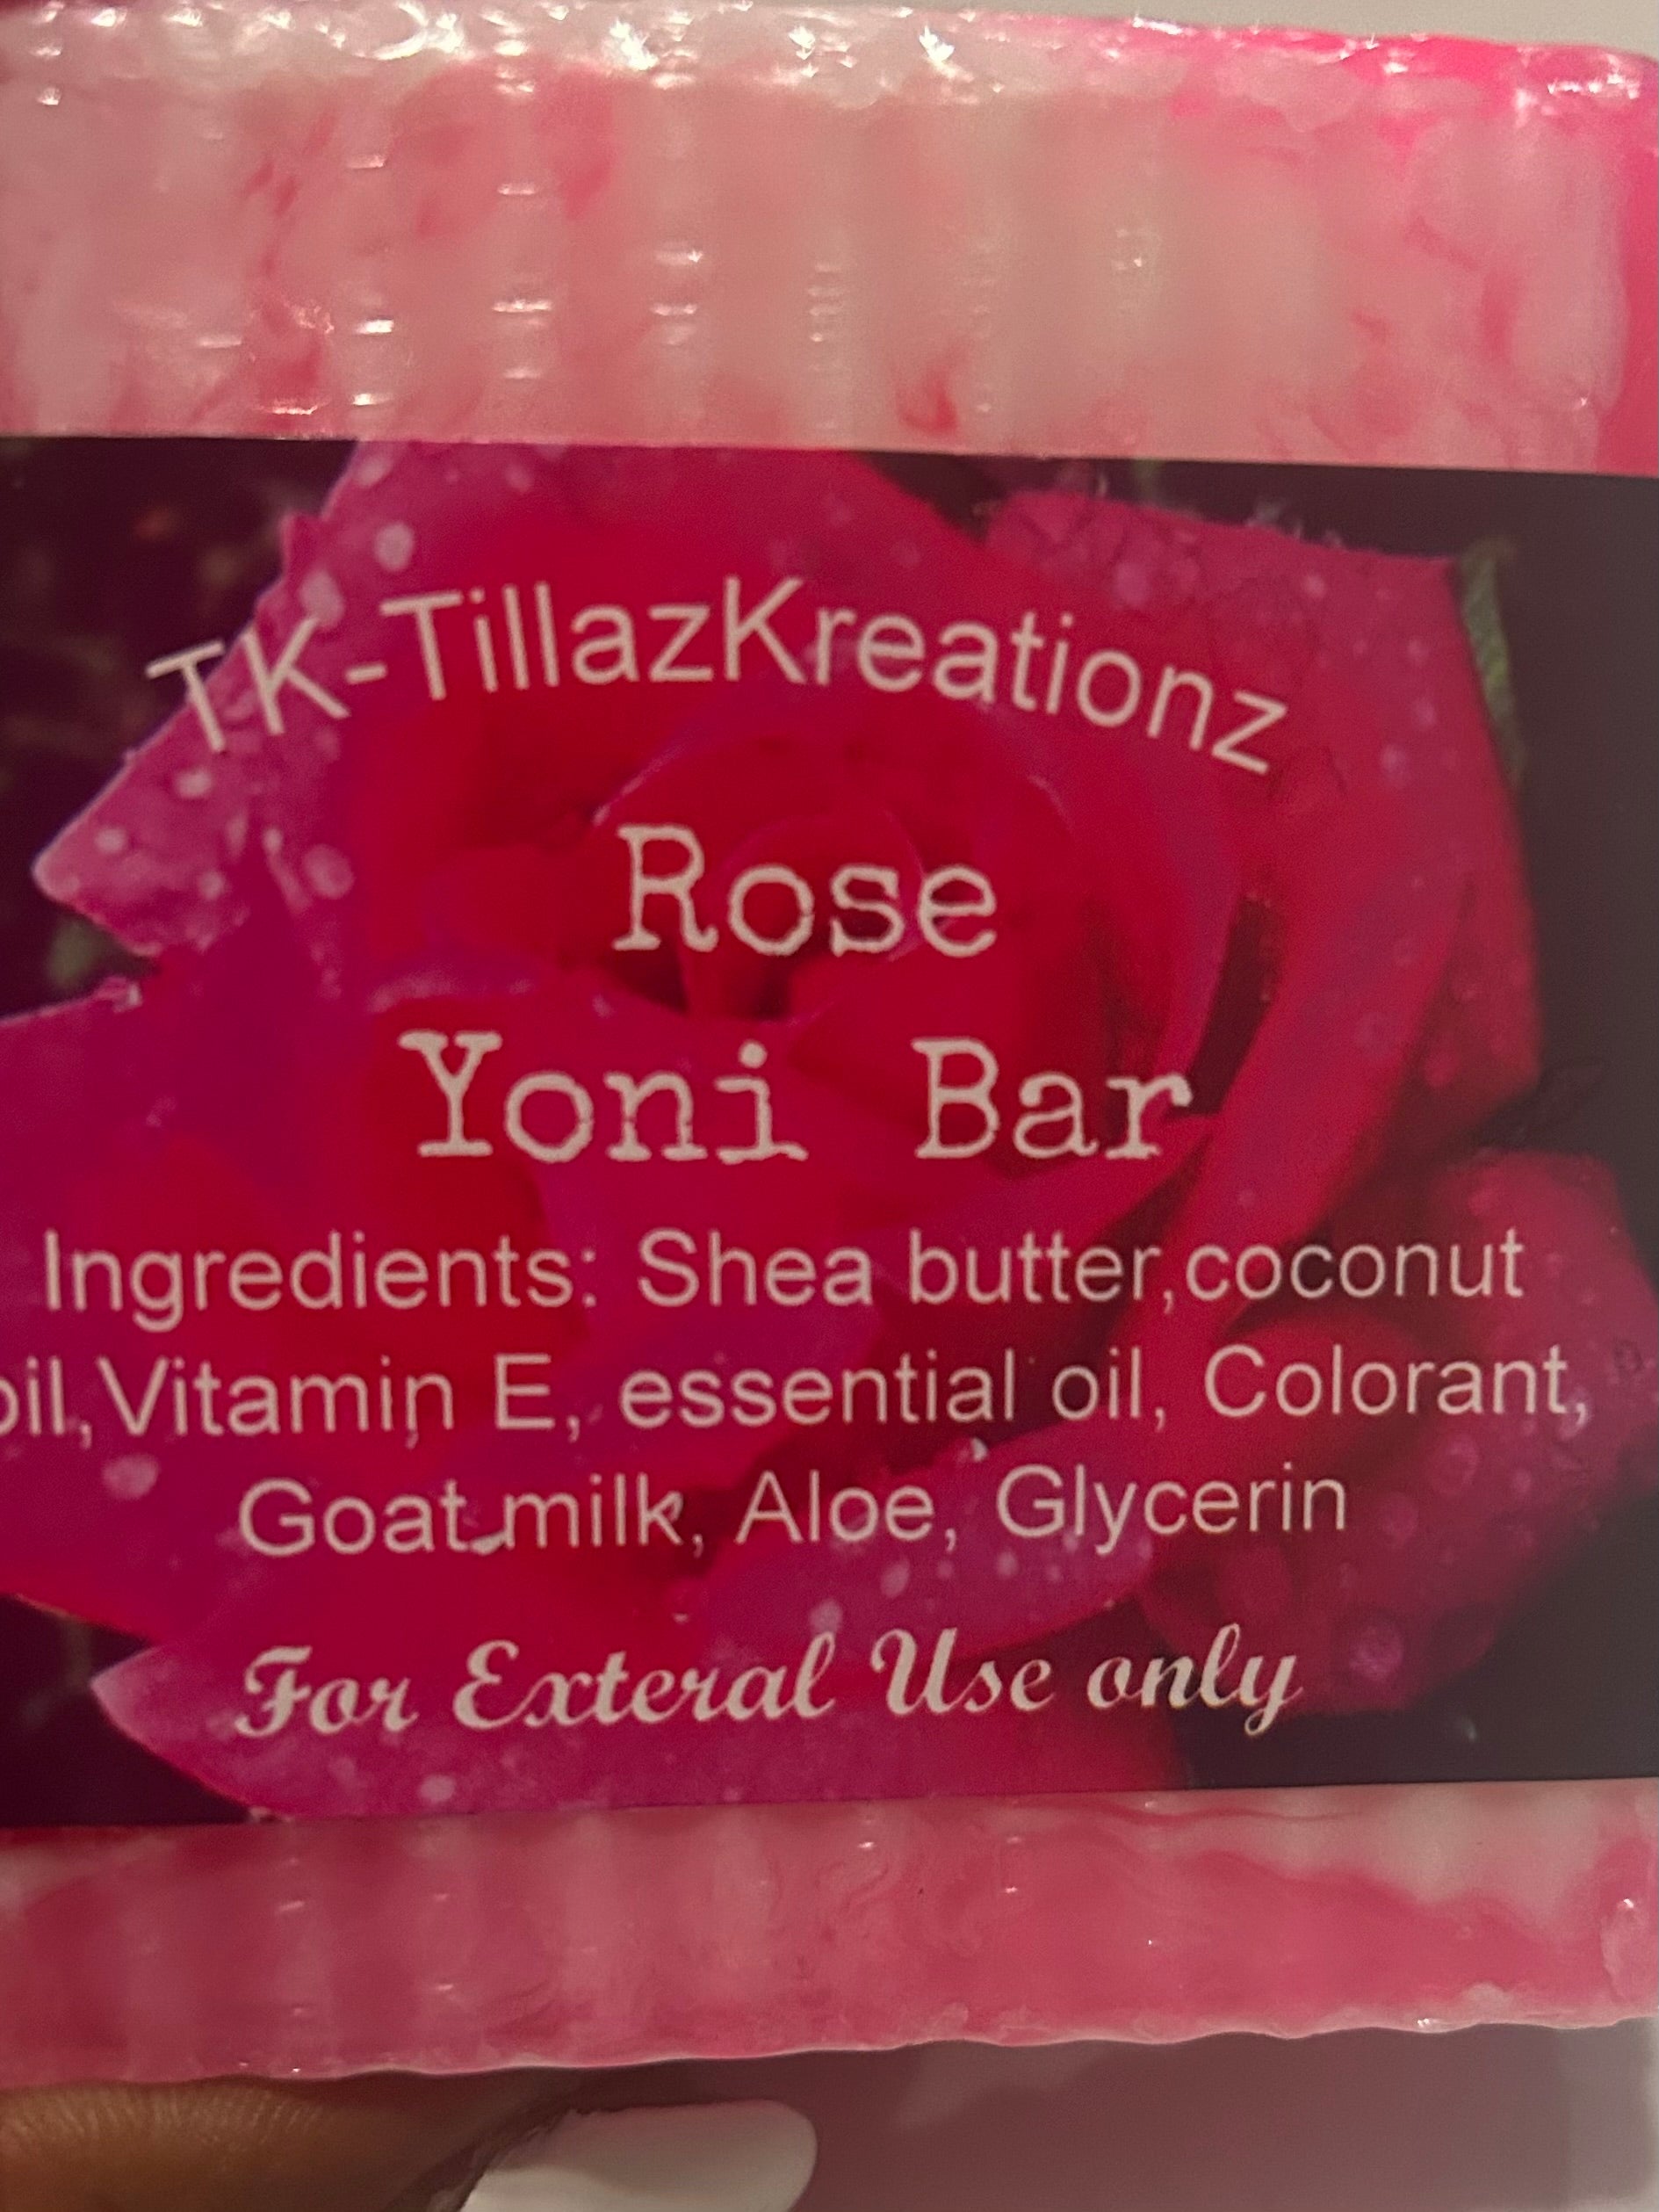 TK-TillazKreationz
Rose
Yoni Bar
Ingredients: Shea butter,coconut
oil,Vitamin E, essential oil, Colorant,
Goat milk, Aloe, Glycerin
For Exteral Use only